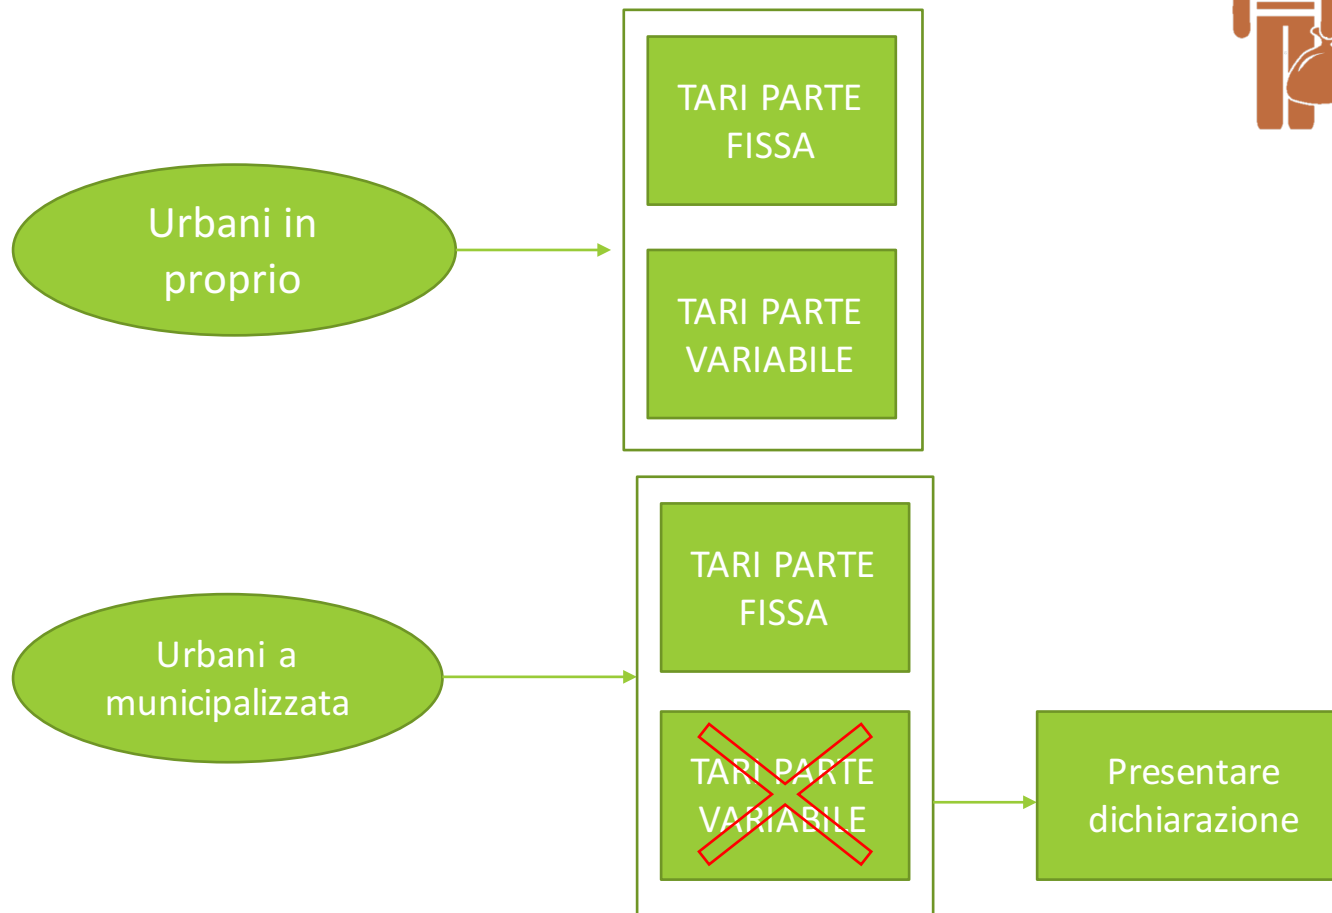 TARI PARTE
FISSA
Urbani in
proprio
TARI PARTE
VARIABILE
TARI PARTE
FISSA
Urbani a
municipalizzata
TARI PARTE
VARIABILE
Presentare
dichiarazione